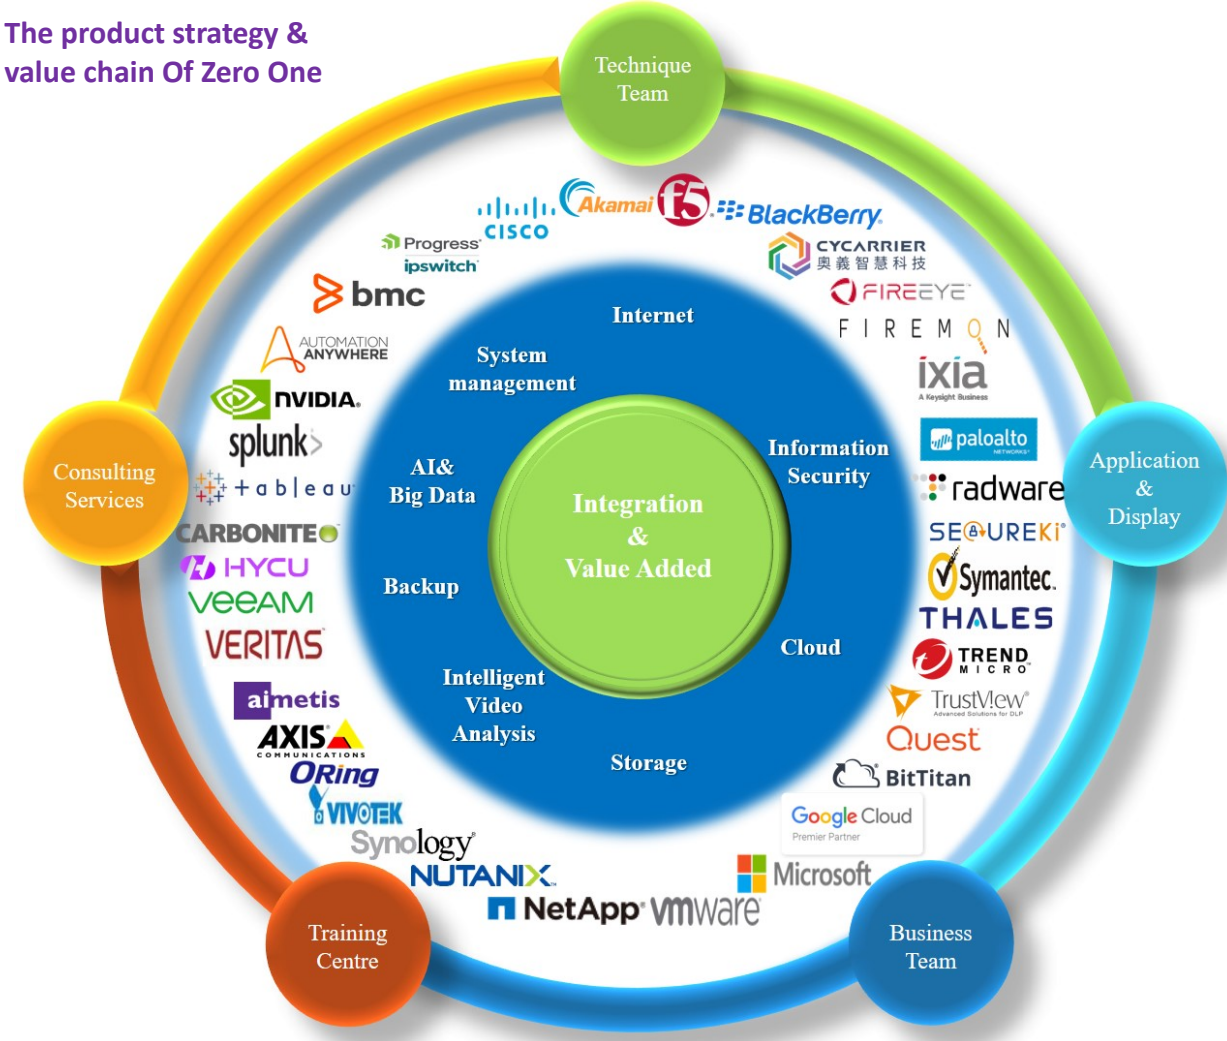 The product strategy &
value chain Of Zero One
Technique
Team
Akamai
f5
CISCO
BlackBerry
Progress
ipswitch
CYCARRIER
奧義智慧科技
bmc
FIREEYE
FIREMON
AUTOMATION
ANYWHERE
ixia
A Keysight Business
NVIDIA.
splunk>
paloalto
NETWORKS
+ableau
radware
CARBONITE
SECUREKi
HYCU
Symantec.
veeAM
THALES
VERITAS
TREND
MICRO
aimetis
TrustView
Advanced Solutions for DLP
AXIS
COMMUNICATIONS
Quest
ORing
BitTitan
VIVOTEK
Google Cloud
Premier Partner
Synology
NUTANIX
Microsoft
NetApp
vmware
Internet
System
management
Information
Security
AI&
Big Data
Backup
Cloud
Intelligent
Video
Analysis
Storage
Integration
&
Value Added
Consulting
Services
Application
&
Display
Training
Centre
Business
Team